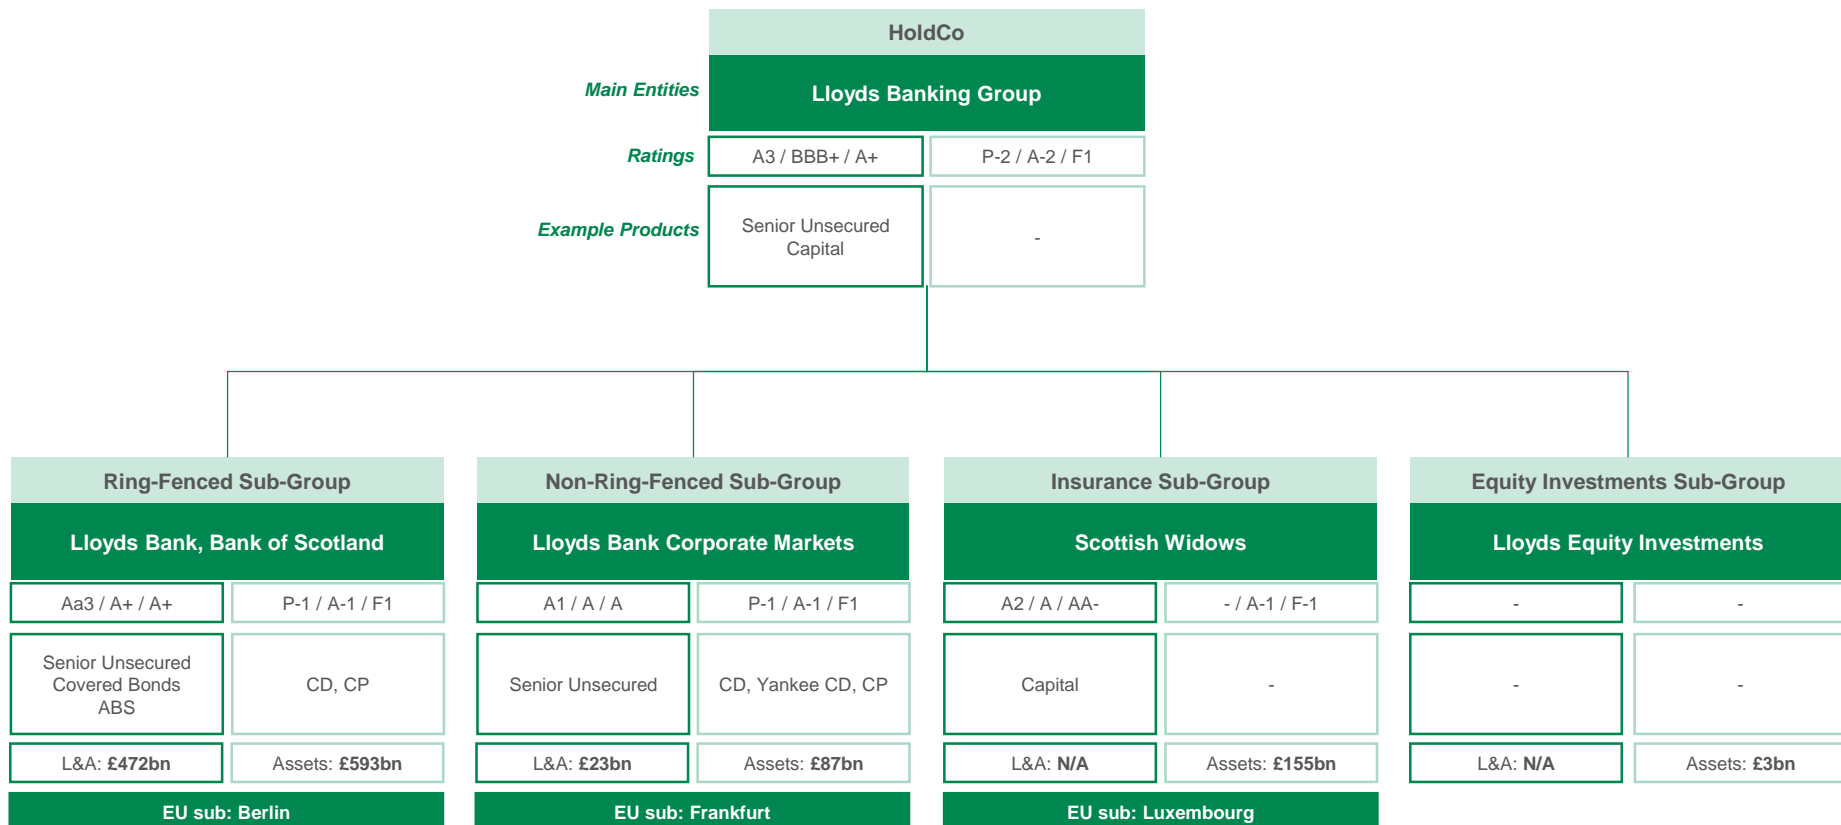 HoldCo
Main Entities
Lloyds Banking Group
Ratings
A3 / BBB+ / A+
P-2 / A-2 / F1
Example Products
Senior Unsecured
Capital
-
Ring-Fenced Sub-Group
Lloyds Bank, Bank of Scotland
Aa3 / A+ / A+
P-1 / A-1 / F1
Senior Unsecured
Covered Bonds
ABS
CD, CP
L&A: £472bn
Assets: £593bn
EU sub: Berlin
Non-Ring-Fenced Sub-Group
Lloyds Bank Corporate Markets
A1 / A / A
P-1 / A-1 / F1
Senior Unsecured
CD, Yankee CD, CP
L&A: £23bn
Assets: £87bn
EU sub: Frankfurt
Insurance Sub-Group
Scottish Widows
A2 / A / AA-
- / A-1 / F-1
Capital
-
L&A: N/A
Assets: £155bn
EU sub: Luxembourg
Equity Investments Sub-Group
Lloyds Equity Investments
-
-
-
-
L&A: N/A
Assets: £3bn